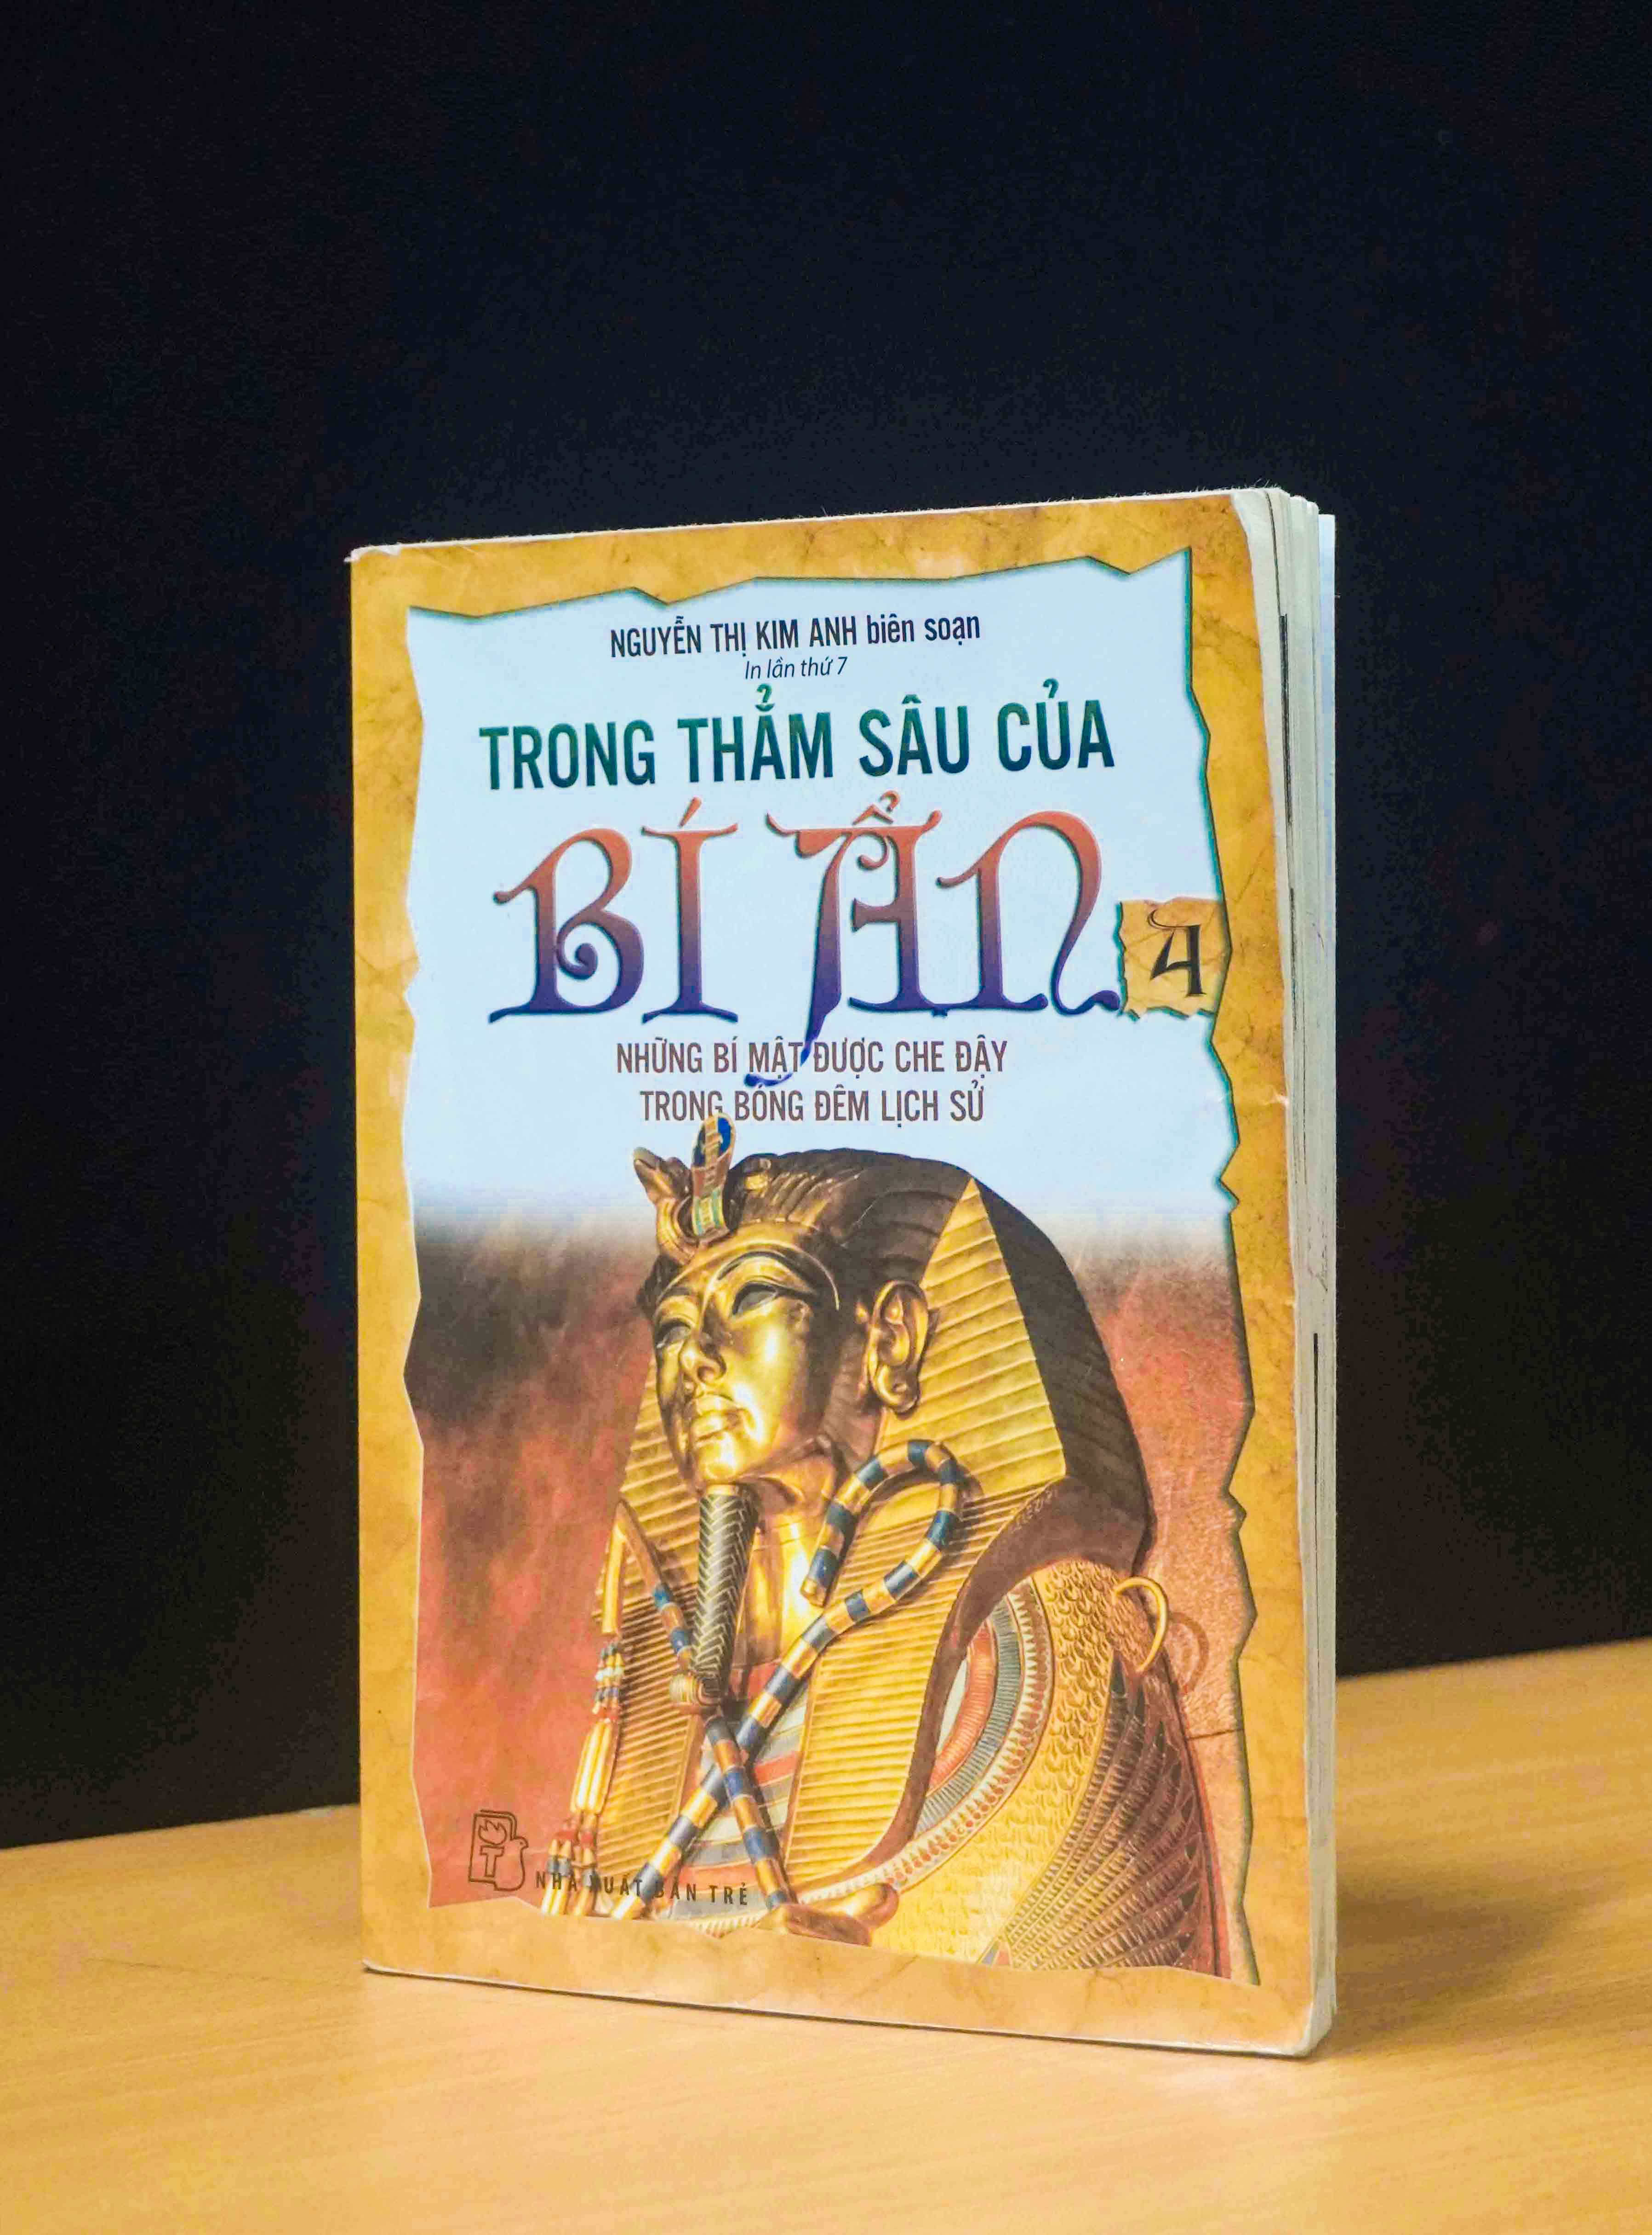 NGUYỄN THỊ KIM ANH biên soạn
In lần thứ 7
TRONG THẲM SÂU CỦA
BÍ ẨN
4
NHỮNG BÍ MẬT ĐƯỢC CHE ĐẬY
TRONG BÓNG ĐÊM LỊCH SỬ
NHÀ XUẤT BẢN TRẺ